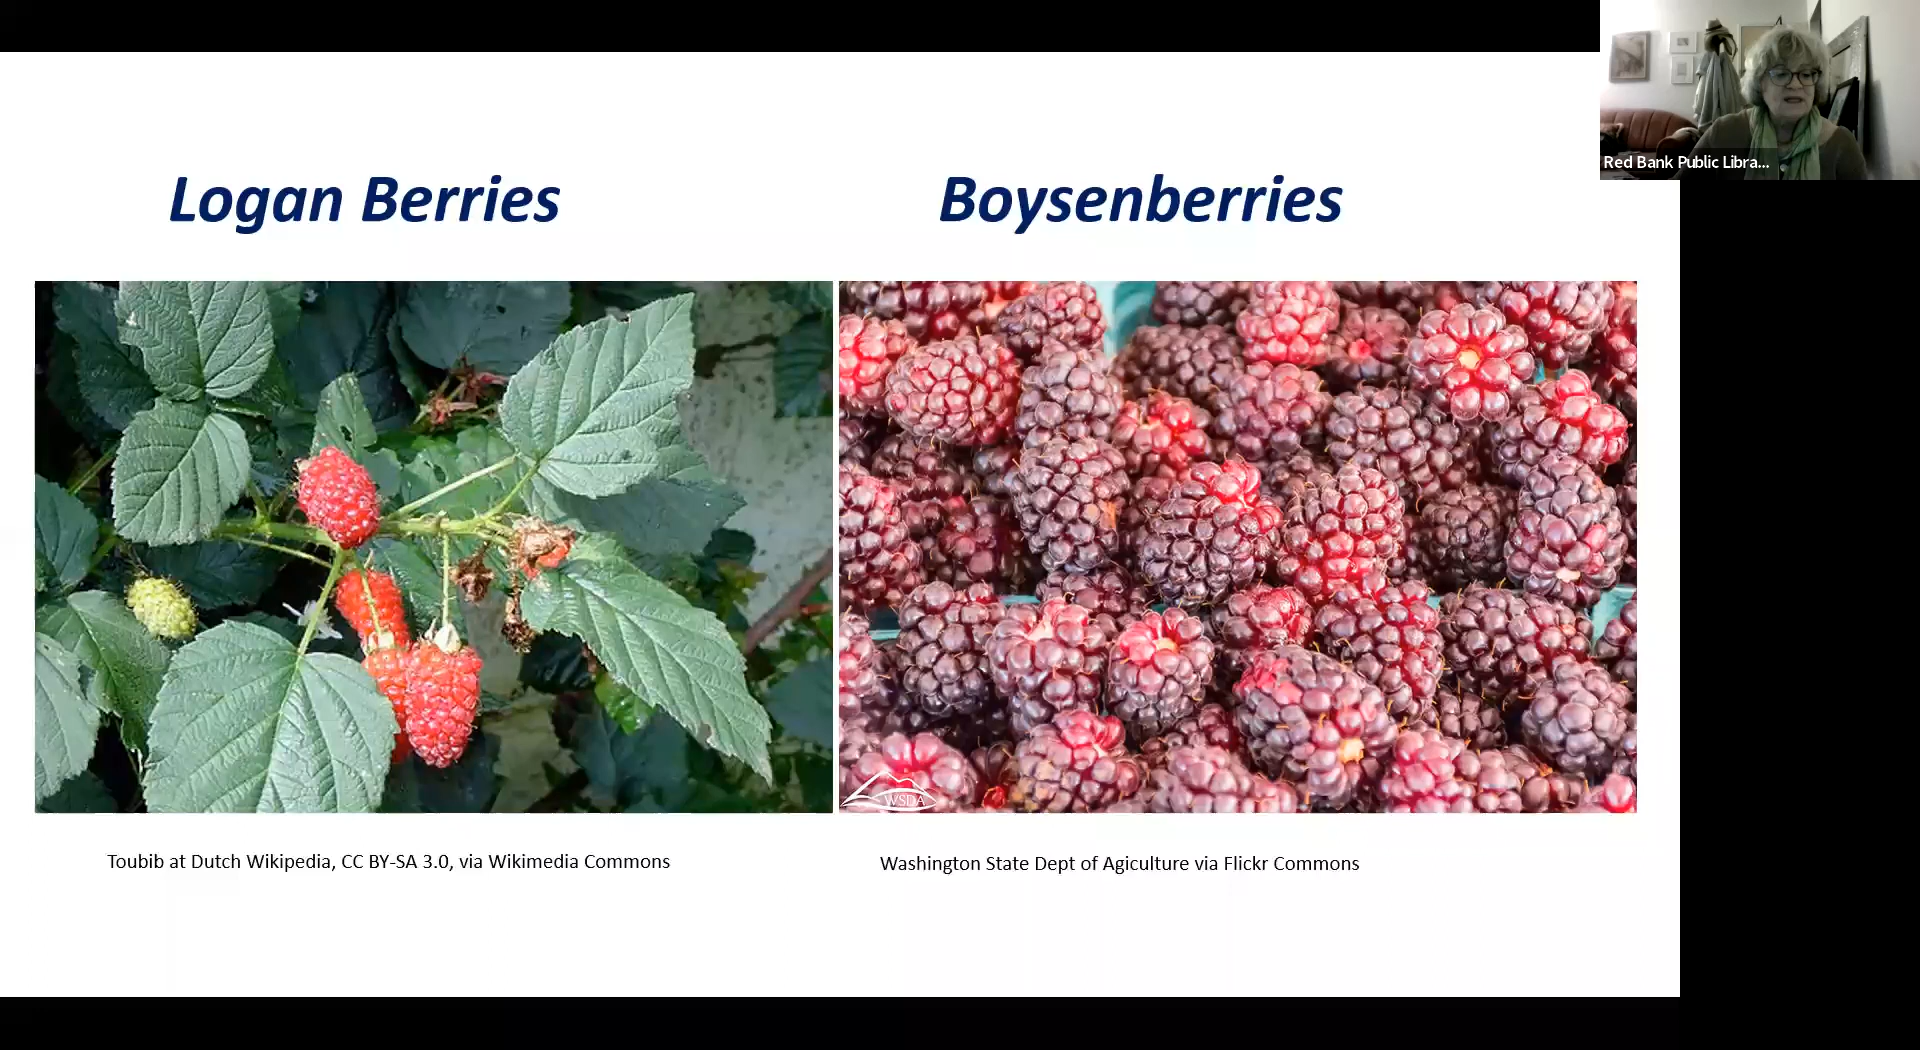 Red Bank Public Libra...
Logan Berries
Boysenberries
WSDA
Toubib at Dutch Wikipedia, CC BY-SA 3.0, via Wikimedia Commons
Washington State Dept of Agiculture via Flickr Commons